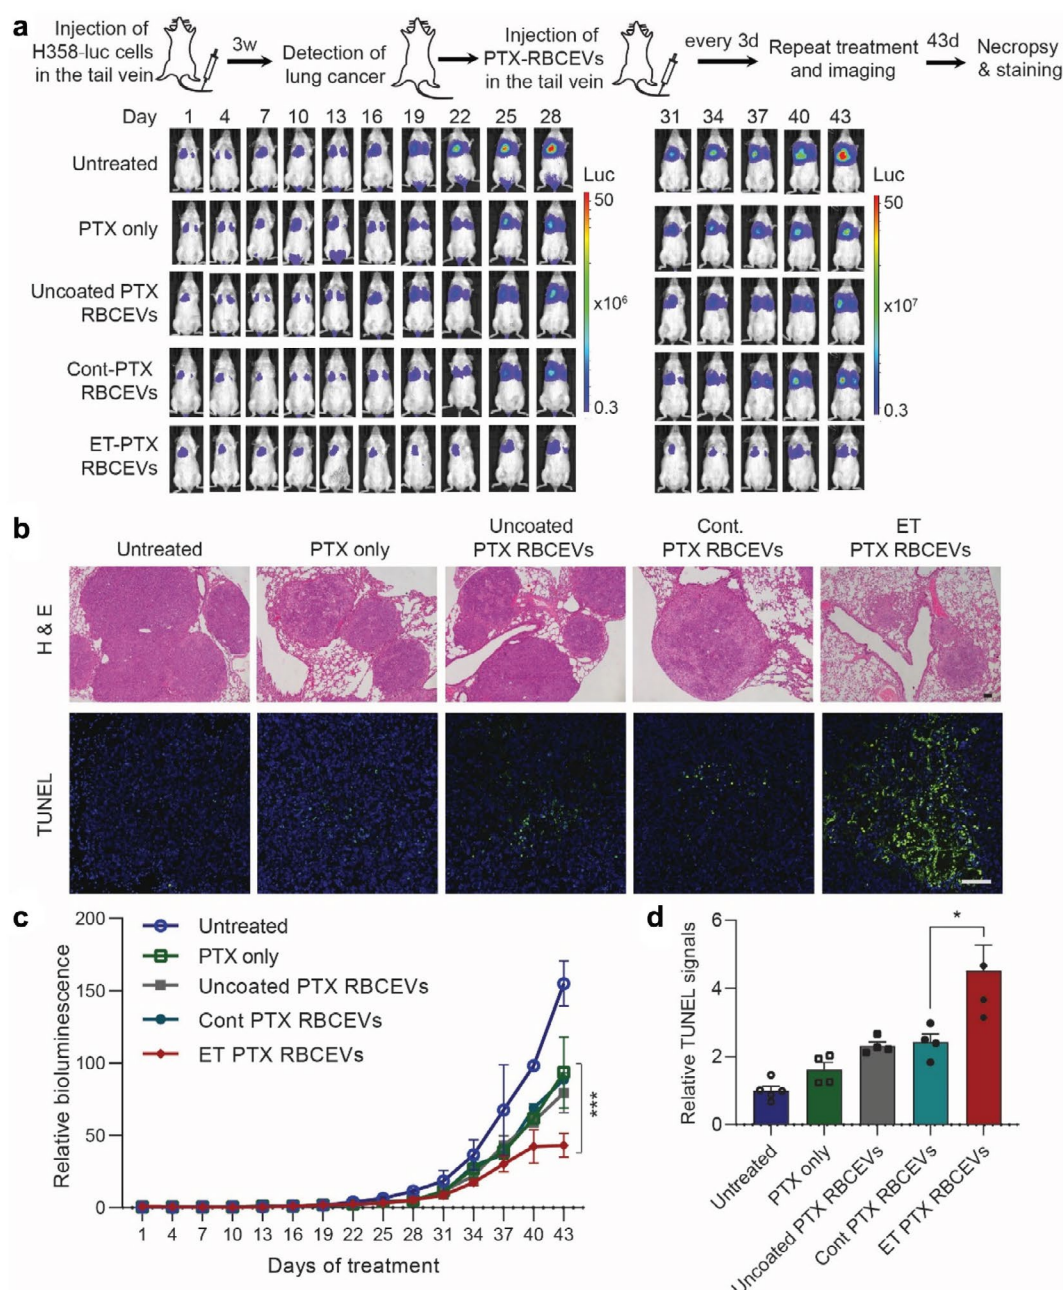 a
Injection of
H358-luc cells
in the tail vein
3w
Detection of
lung cancer
Injection of
PTX-RBCEVs
in the tail vein
every 3d
Repeat treatment
and imaging
43d
Necropsy
& staining
Day 1 4 7 10 13 16 19 22 25 28 31 34 37 40 43
Untreated
PTX only
Uncoated PTX
RBCEVs
Cont-PTX
RBCEVs
ET-PTX
RBCEVs
Luc
50
x10⁶
0.3
Luc
50
x10⁷
0.3
b
Untreated
PTX only
Uncoated
PTX RBCEVs
Cont.
PTX RBCEVs
ET
PTX RBCEVs
H & E
TUNEL
c
Relative bioluminescence
200
150
100
50
0
Untreated
PTX only
Uncoated PTX RBCEVs
Cont PTX RBCEVs
ET PTX RBCEVs
***
1 4 7 10 13 16 19 22 25 28 31 34 37 40 43
Days of treatment
d
Relative TUNEL signals
6
4
2
0
*
Untreated
PTX only
Uncoated PTX RBCEVs
Cont PTX RBCEVs
ET PTX RBCEVs